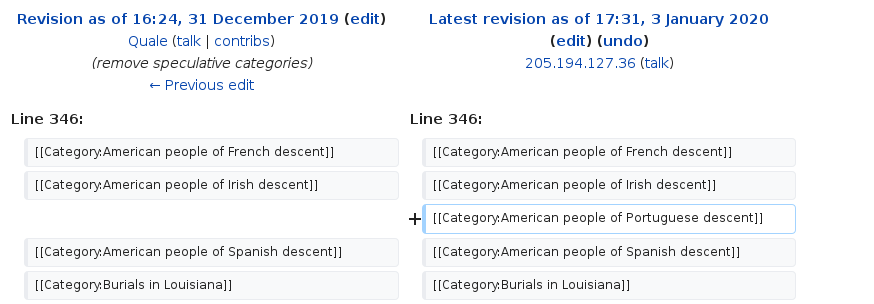 Revision as of 16:24, 31 December 2019 (edit)
Quale (talk | contribs)
(remove speculative categories)
← Previous edit
Latest revision as of 17:31, 3 January 2020
(edit) (undo)
205.194.127.36 (talk)
Line 346:
Line 346:
[[Category:American people of French descent]]
[[Category:American people of French descent]]
[[Category:American people of Irish descent]]
[[Category:American people of Irish descent]]
+ [[Category:American people of Portuguese descent]]
[[Category:American people of Spanish descent]]
[[Category:American people of Spanish descent]]
[[Category:Burials in Louisiana]]
[[Category:Burials in Louisiana]]